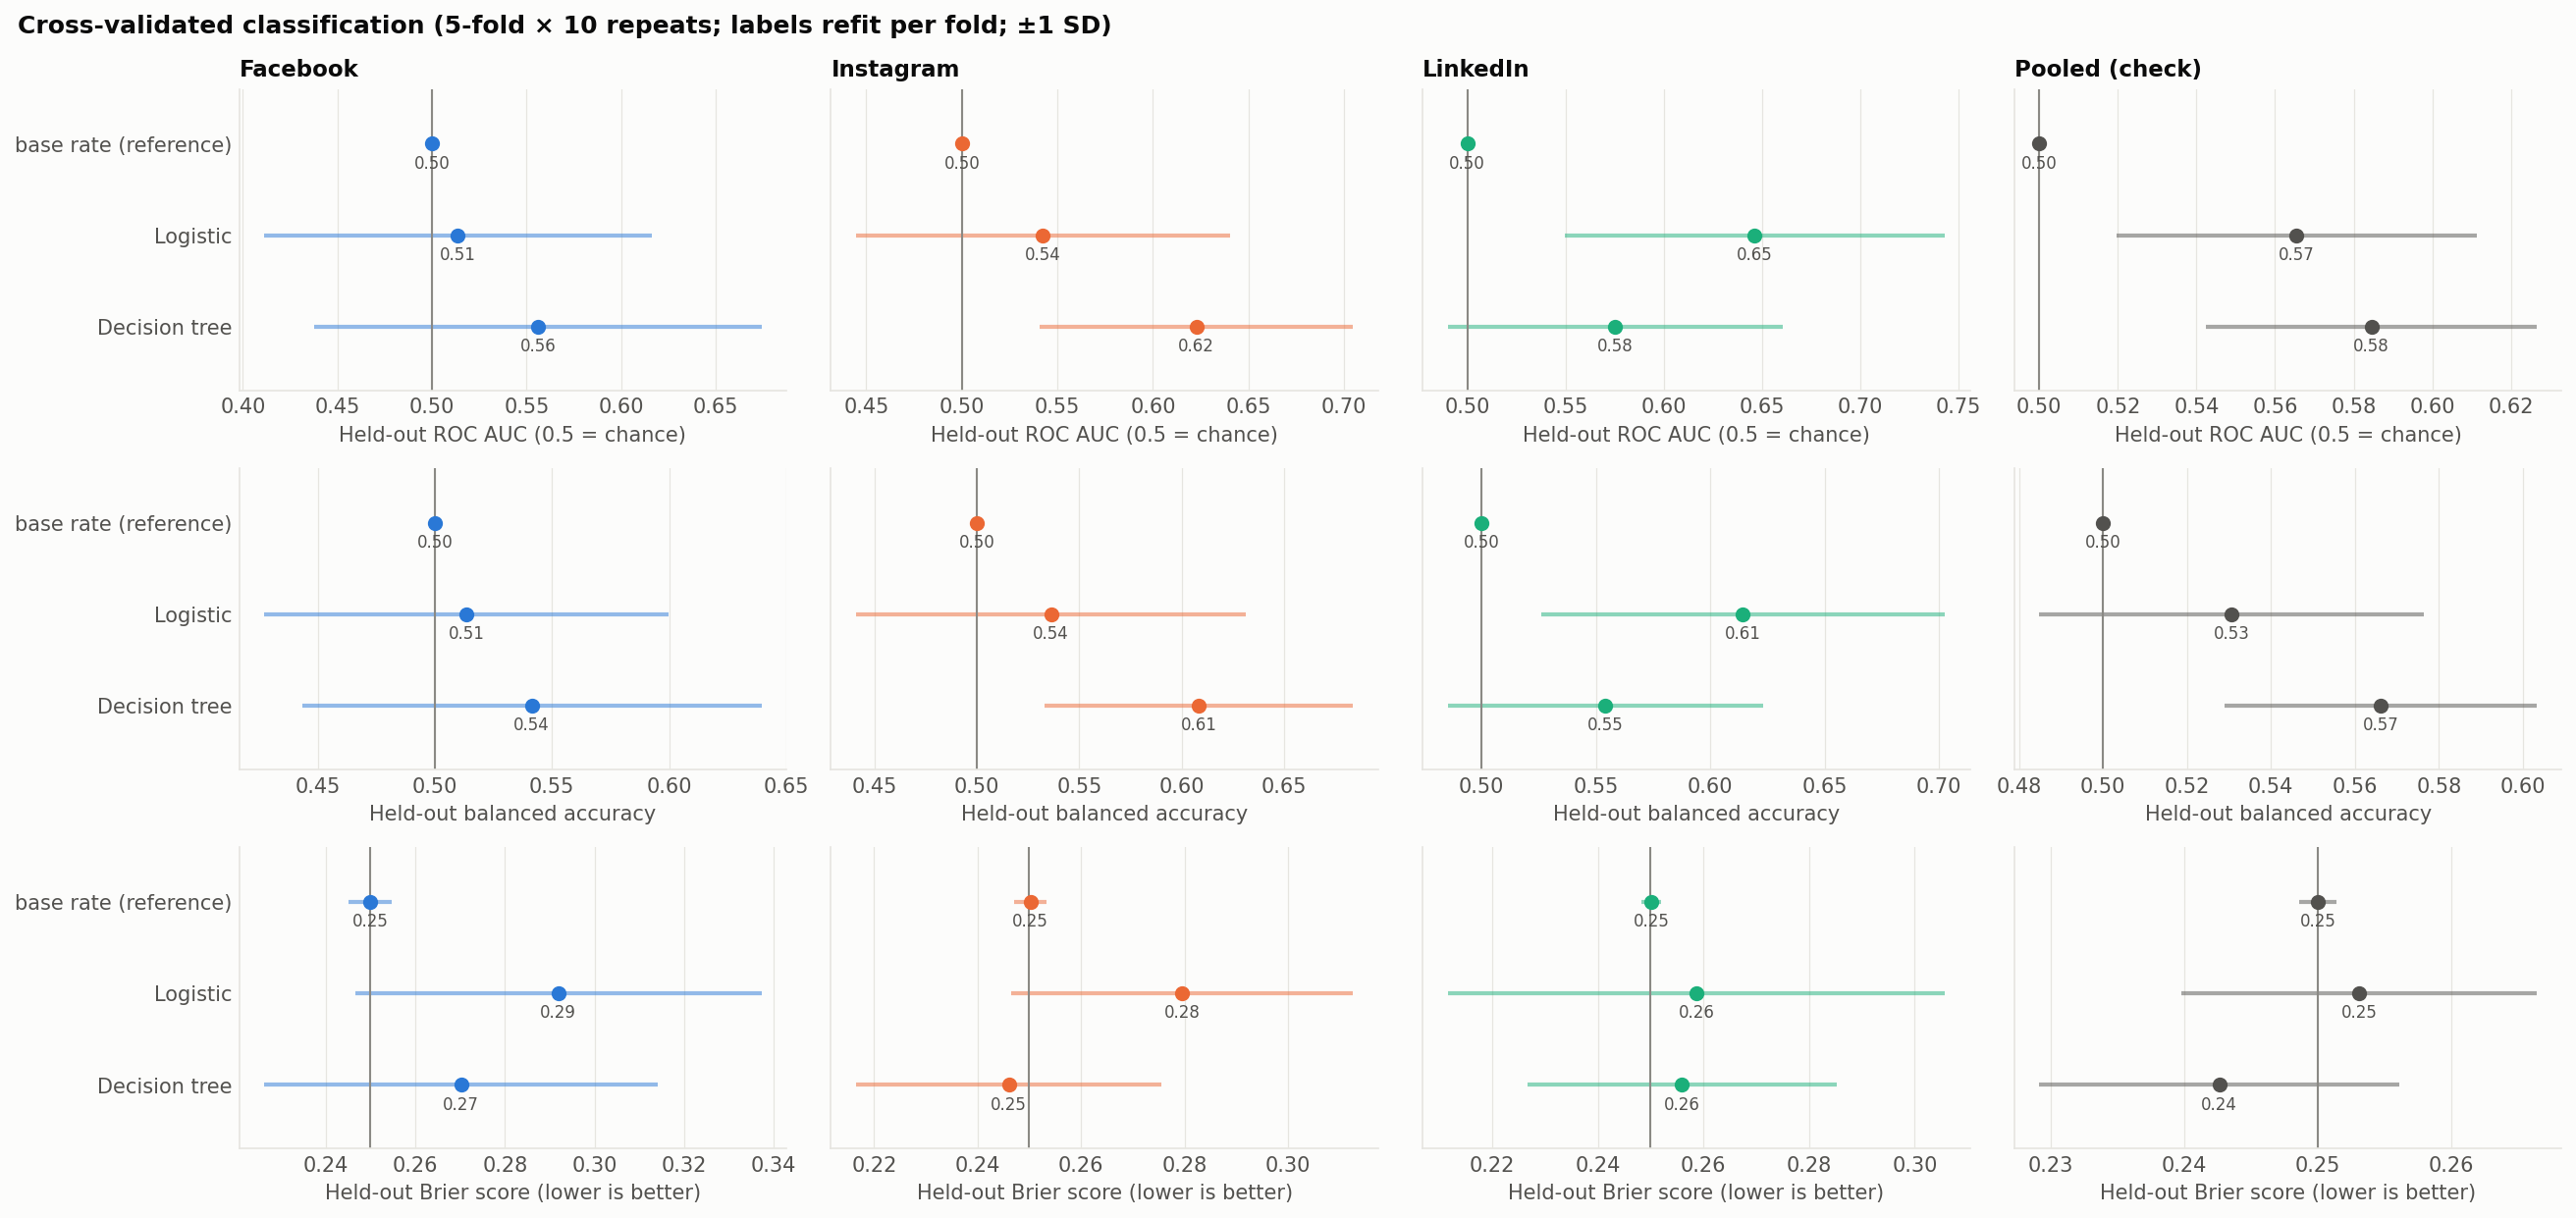 Cross-validated classification (5-fold × 10 repeats; labels refit per fold; ±1 SD)
Facebook Instagram LinkedIn Pooled (check)
base rate (reference) 0.50 0.50 0.50 0.50
Logistic 0.51 0.54 0.65 0.57
Decision tree 0.56 0.62 0.58 0.58
0.40 0.45 0.50 0.55 0.60 0.65 0.45 0.50 0.55 0.60 0.65 0.70 0.50 0.55 0.60 0.65 0.70 0.75 0.50 0.52 0.54 0.56 0.58 0.60 0.62
Held-out ROC AUC (0.5 = chance) Held-out ROC AUC (0.5 = chance) Held-out ROC AUC (0.5 = chance) Held-out ROC AUC (0.5 = chance)
base rate (reference) 0.50 0.50 0.50 0.50
Logistic 0.51 0.54 0.61 0.53
Decision tree 0.54 0.61 0.55 0.57
0.45 0.50 0.55 0.60 0.65 0.45 0.50 0.55 0.60 0.65 0.50 0.55 0.60 0.65 0.70 0.48 0.50 0.52 0.54 0.56 0.58 0.60
Held-out balanced accuracy Held-out balanced accuracy Held-out balanced accuracy Held-out balanced accuracy
base rate (reference) 0.25 0.25 0.25 0.25
Logistic 0.29 0.28 0.26 0.25
Decision tree 0.27 0.25 0.26 0.24
0.24 0.26 0.28 0.30 0.32 0.34 0.22 0.24 0.26 0.28 0.30 0.22 0.24 0.26 0.28 0.30 0.23 0.24 0.25 0.26
Held-out Brier score (lower is better) Held-out Brier score (lower is better) Held-out Brier score (lower is better) Held-out Brier score (lower is better)